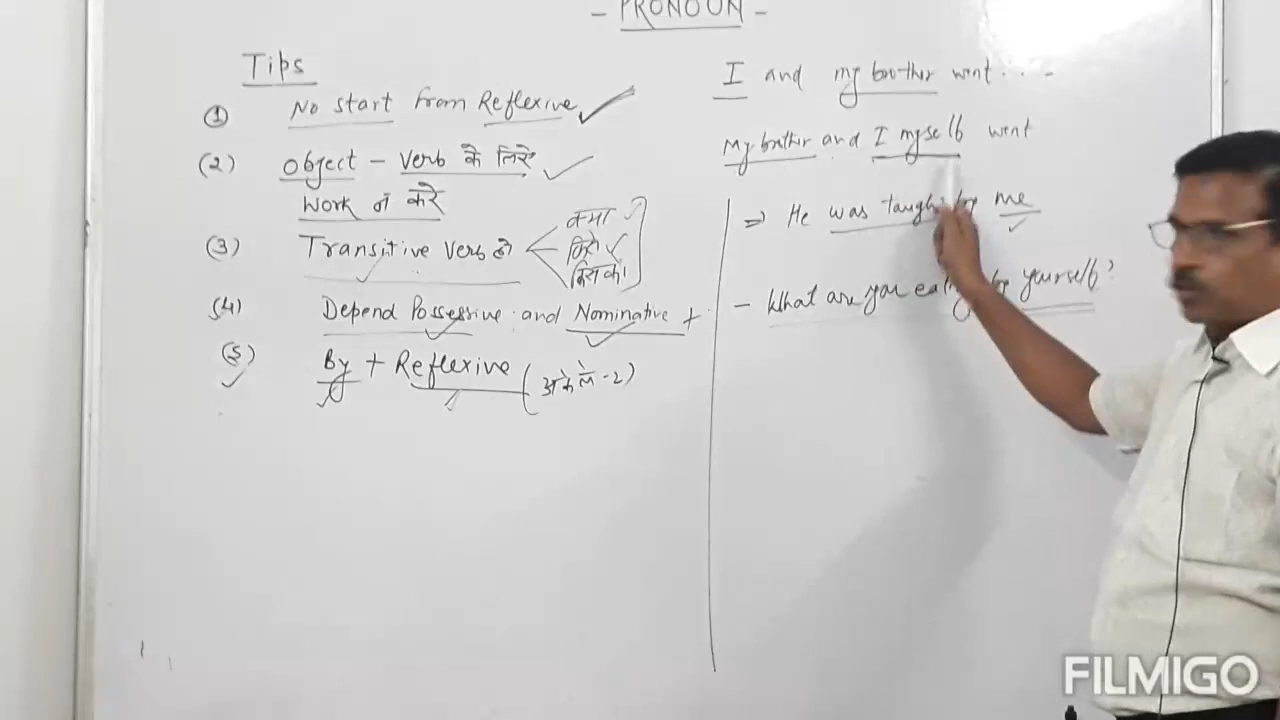 - PRONOUN -
Tips
(1) No start from Reflexive
(2) Object - Verb के लिये
Work न करे
(3) Transitive Verb हो
क्या
किसे
किसको
(4) Depend Possessive and Nominative +
(5) By + Reflexive (अकेले-2)
I and my brother went ....
My brother and I myself went
⇒ He was taught by me
- What are you eating by yourself?
FILMIGO